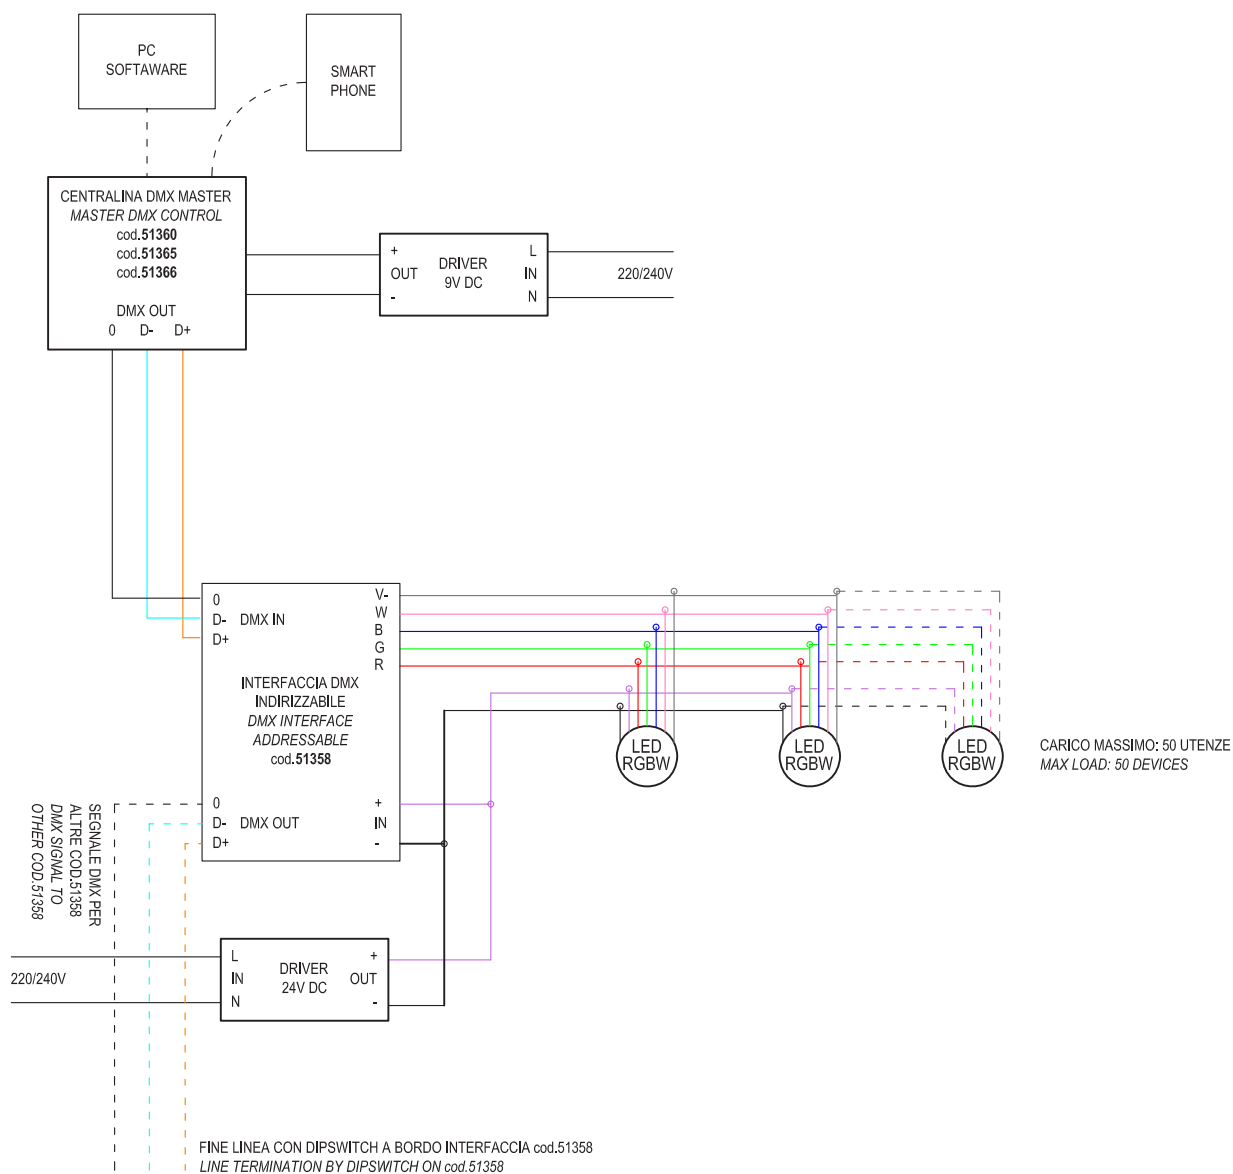 PC
SOFTAWARE
SMART
PHONE
CENTRALINA DMX MASTER
MASTER DMX CONTROL
cod.51360
cod.51365
cod.51366
DMX OUT
0 D- D+
+
OUT
-
DRIVER
9V DC
L
IN
N
220/240V
0
D- DMX IN
D+
V-
W
B
G
R
INTERFACCIA DMX
INDIRIZZABILE
DMX INTERFACE
ADDRESSABLE
cod.51358
0
D- DMX OUT
D+
+
IN
-
LED
RGBW
LED
RGBW
LED
RGBW
CARICO MASSIMO: 50 UTENZE
MAX LOAD: 50 DEVICES
SEGNALE DMX PER
ALTRE COD.51358
DMX SIGNAL TO
OTHER COD.51358
220/240V
L
IN
N
DRIVER
24V DC
+
OUT
-
FINE LINEA CON DIPSWITCH A BORDO INTERFACCIA cod.51358
LINE TERMINATION BY DIPSWITCH ON cod.51358